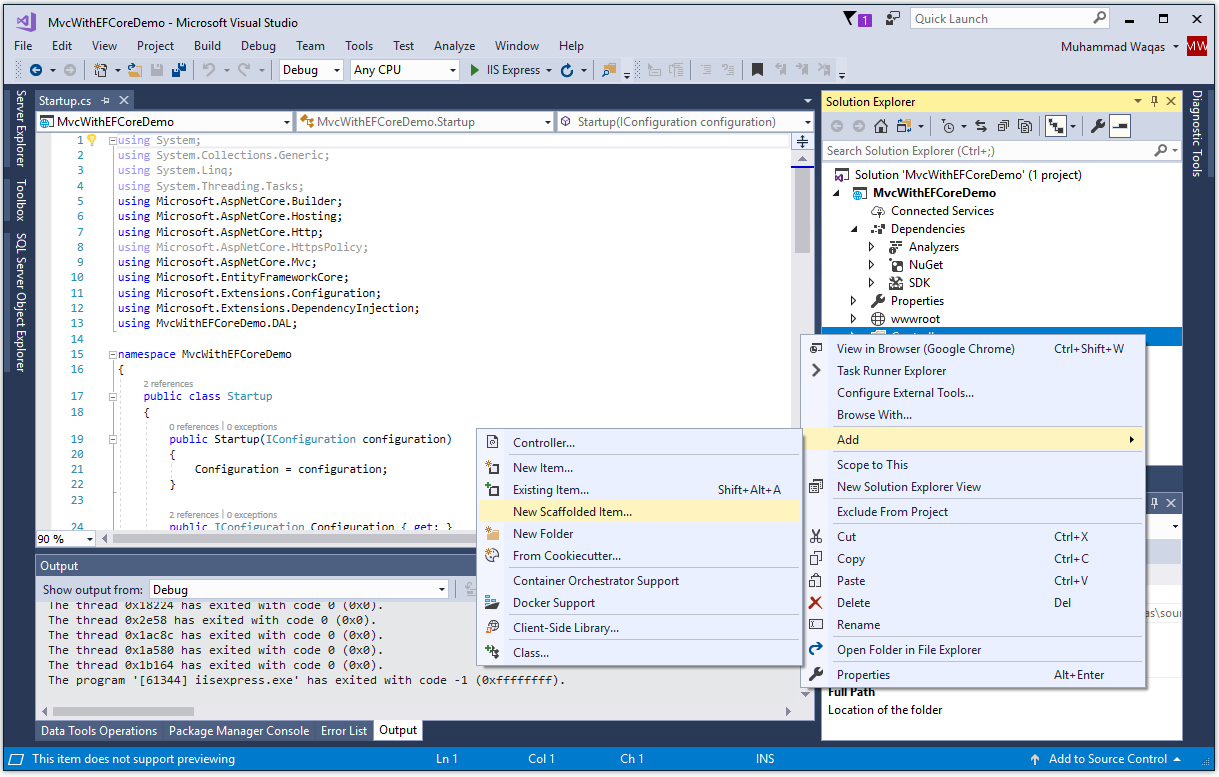 MvcWithEFCoreDemo - Microsoft Visual Studio
1
Quick Launch
File Edit View Project Build Debug Team Tools Test Analyze Window Help
Muhammad Waqas MW
Debug Any CPU IIS Express
Server Explorer
Toolbox
SQL Server Object Explorer
Startup.cs
MvcWithEFCoreDemo MvcWithEFCoreDemo.Startup Startup(IConfiguration configuration)
1 using System;
2 using System.Collections.Generic;
3 using System.Linq;
4 using System.Threading.Tasks;
5 using Microsoft.AspNetCore.Builder;
6 using Microsoft.AspNetCore.Hosting;
7 using Microsoft.AspNetCore.Http;
8 using Microsoft.AspNetCore.HttpsPolicy;
9 using Microsoft.AspNetCore.Mvc;
10 using Microsoft.EntityFrameworkCore;
11 using Microsoft.Extensions.Configuration;
12 using Microsoft.Extensions.DependencyInjection;
13 using MvcWithEFCoreDemo.DAL;
14
15 namespace MvcWithEFCoreDemo
16 {
2 references
17 public class Startup
18 {
0 references | 0 exceptions
19 public Startup(IConfiguration configuration)
20 {
21 Configuration = configuration;
22 }
23
2 references | 0 exceptions
24 public IConfiguration Configuration { get; }
90 %
Output
Show output from: Debug
The thread 0x18224 has exited with code 0 (0x0).
The thread 0x2e58 has exited with code 0 (0x0).
The thread 0x1ac8c has exited with code 0 (0x0).
The thread 0x1a580 has exited with code 0 (0x0).
The thread 0x1b164 has exited with code 0 (0x0).
The program '[61344] iisexpress.exe' has exited with code -1 (0xffffffff).
Data Tools Operations Package Manager Console Error List Output
Solution Explorer
Search Solution Explorer (Ctrl+;)
Solution 'MvcWithEFCoreDemo' (1 project)
MvcWithEFCoreDemo
Connected Services
Dependencies
Analyzers
NuGet
SDK
Properties
wwwroot
Diagnostic Tools
View in Browser (Google Chrome) Ctrl+Shift+W
Task Runner Explorer
Configure External Tools...
Browse With...
Add
Scope to This
New Solution Explorer View
Exclude From Project
Cut Ctrl+X
Copy Ctrl+C
Paste Ctrl+V
Delete Del
Rename
Open Folder in File Explorer
Properties Alt+Enter
Controller...
New Item...
Existing Item... Shift+Alt+A
New Scaffolded Item...
New Folder
From Cookiecutter...
Container Orchestrator Support
Docker Support
Client-Side Library...
Class...
Full Path
Location of the folder
This item does not support previewing Ln 1 Col 1 Ch 1 INS Add to Source Control